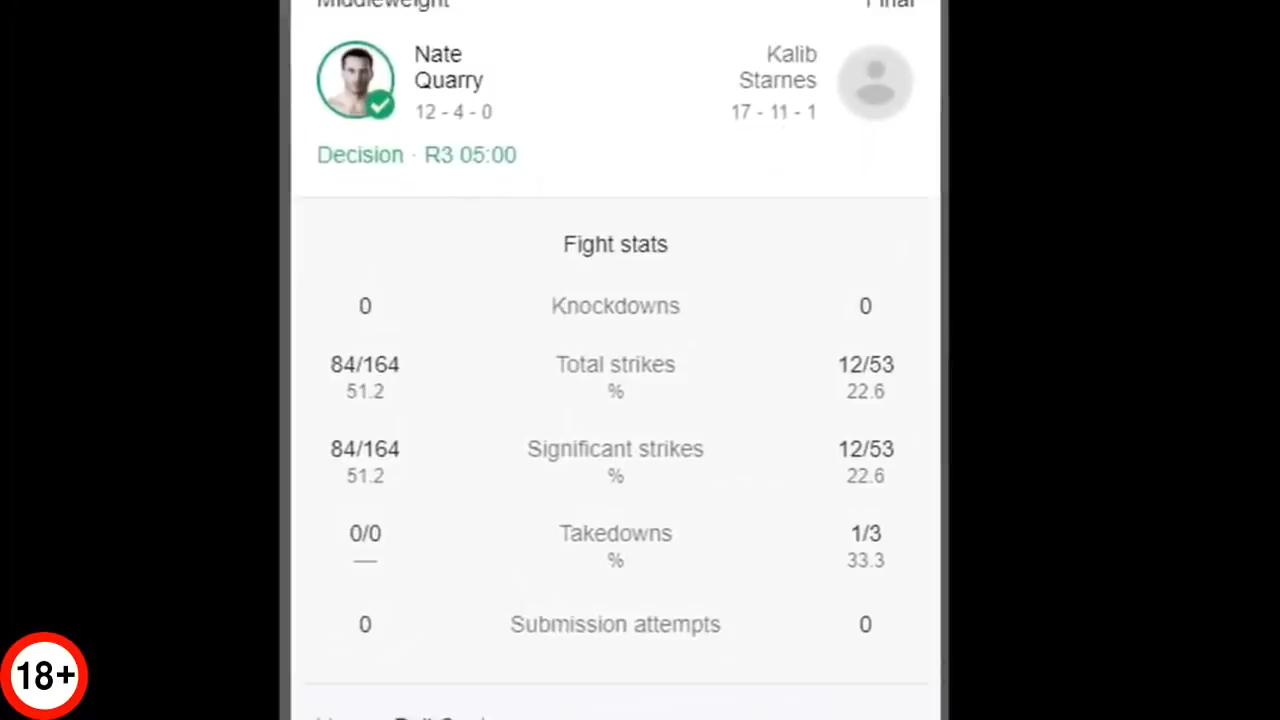 Middleweight Final
Nate Quarry
Kalib Starnes
12 - 4 - 0
17 - 11 - 1
Decision · R3 05:00
Fight stats
0 Knockdowns 0
84/164 Total strikes 12/53
51.2 % 22.6
84/164 Significant strikes 12/53
51.2 % 22.6
0/0 Takedowns 1/3
— % 33.3
0 Submission attempts 0
18+